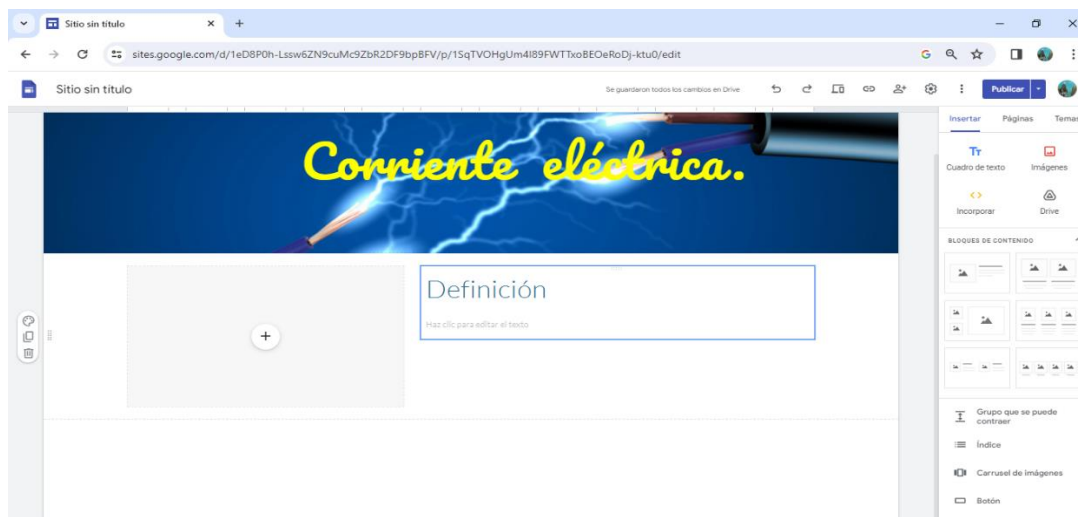 Sitio sin título
sites.google.com/d/1eD8P0h-Lssw6ZN9cuMc9ZbR2DF9bpBFV/p/1SqTVOHgUm4I89FWTTxoBEOeRoDj-ktu0/edit
Sitio sin título
Se guardaron todos los cambios en Drive
Publicar
Insertar Páginas Temas
Corriente eléctrica.
Cuadro de texto Imágenes
Incorporar Drive
BLOQUES DE CONTENIDO
Definición
Haz clic para editar el texto
Grupo que se puede
contraer
Índice
Carrusel de imágenes
Botón